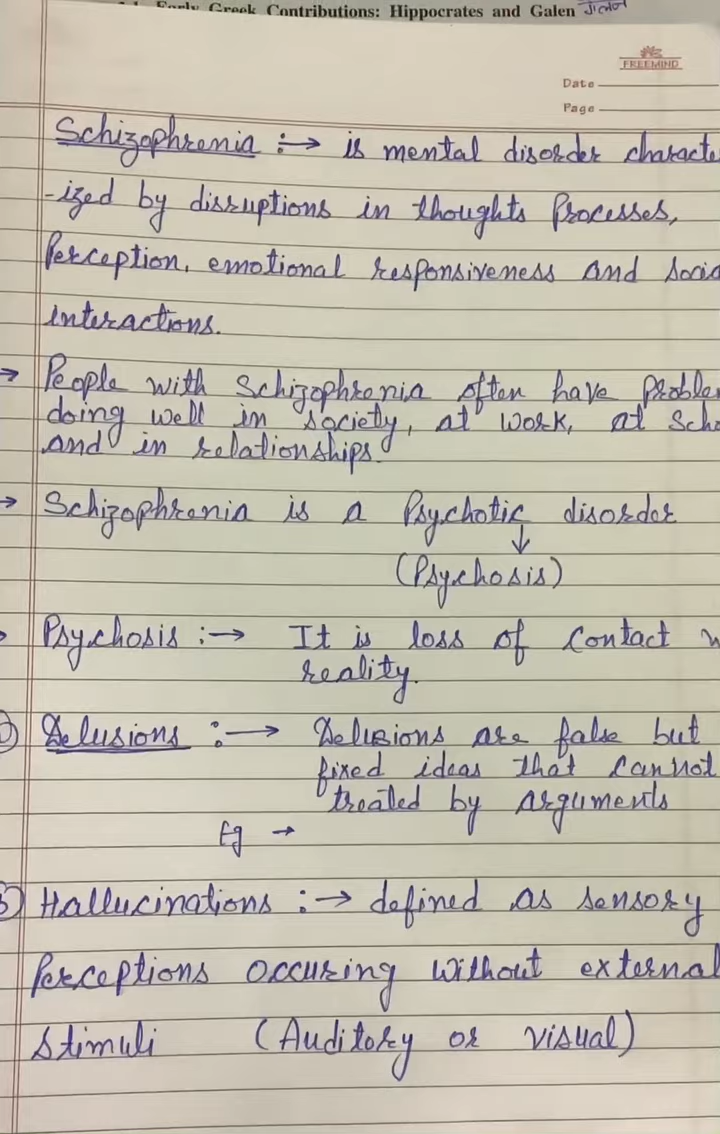 Early Greek Contributions: Hippocrates and Galen गेलन
FREEMIND
Date
Page
Schizophrenia :→ is mental disorder characte
-ized by disruptions in thoughts Processes,
Perception, emotional responsiveness and socia
interactions.
→ People with Schizophrenia often have proble
doing well in society, at work, at Scho
and in relationships.
→ Schizophrenia is a Psychotic disorder
↓
(Psychosis)
Psychosis :→ It is loss of contact w
reality.
Delusions :→ Delusions are false but
fixed ideas that cannot
treated by arguments
Eg →
Hallucinations :→ defined as sensory
Perceptions occuring without external
stimuli (Auditory or visual)